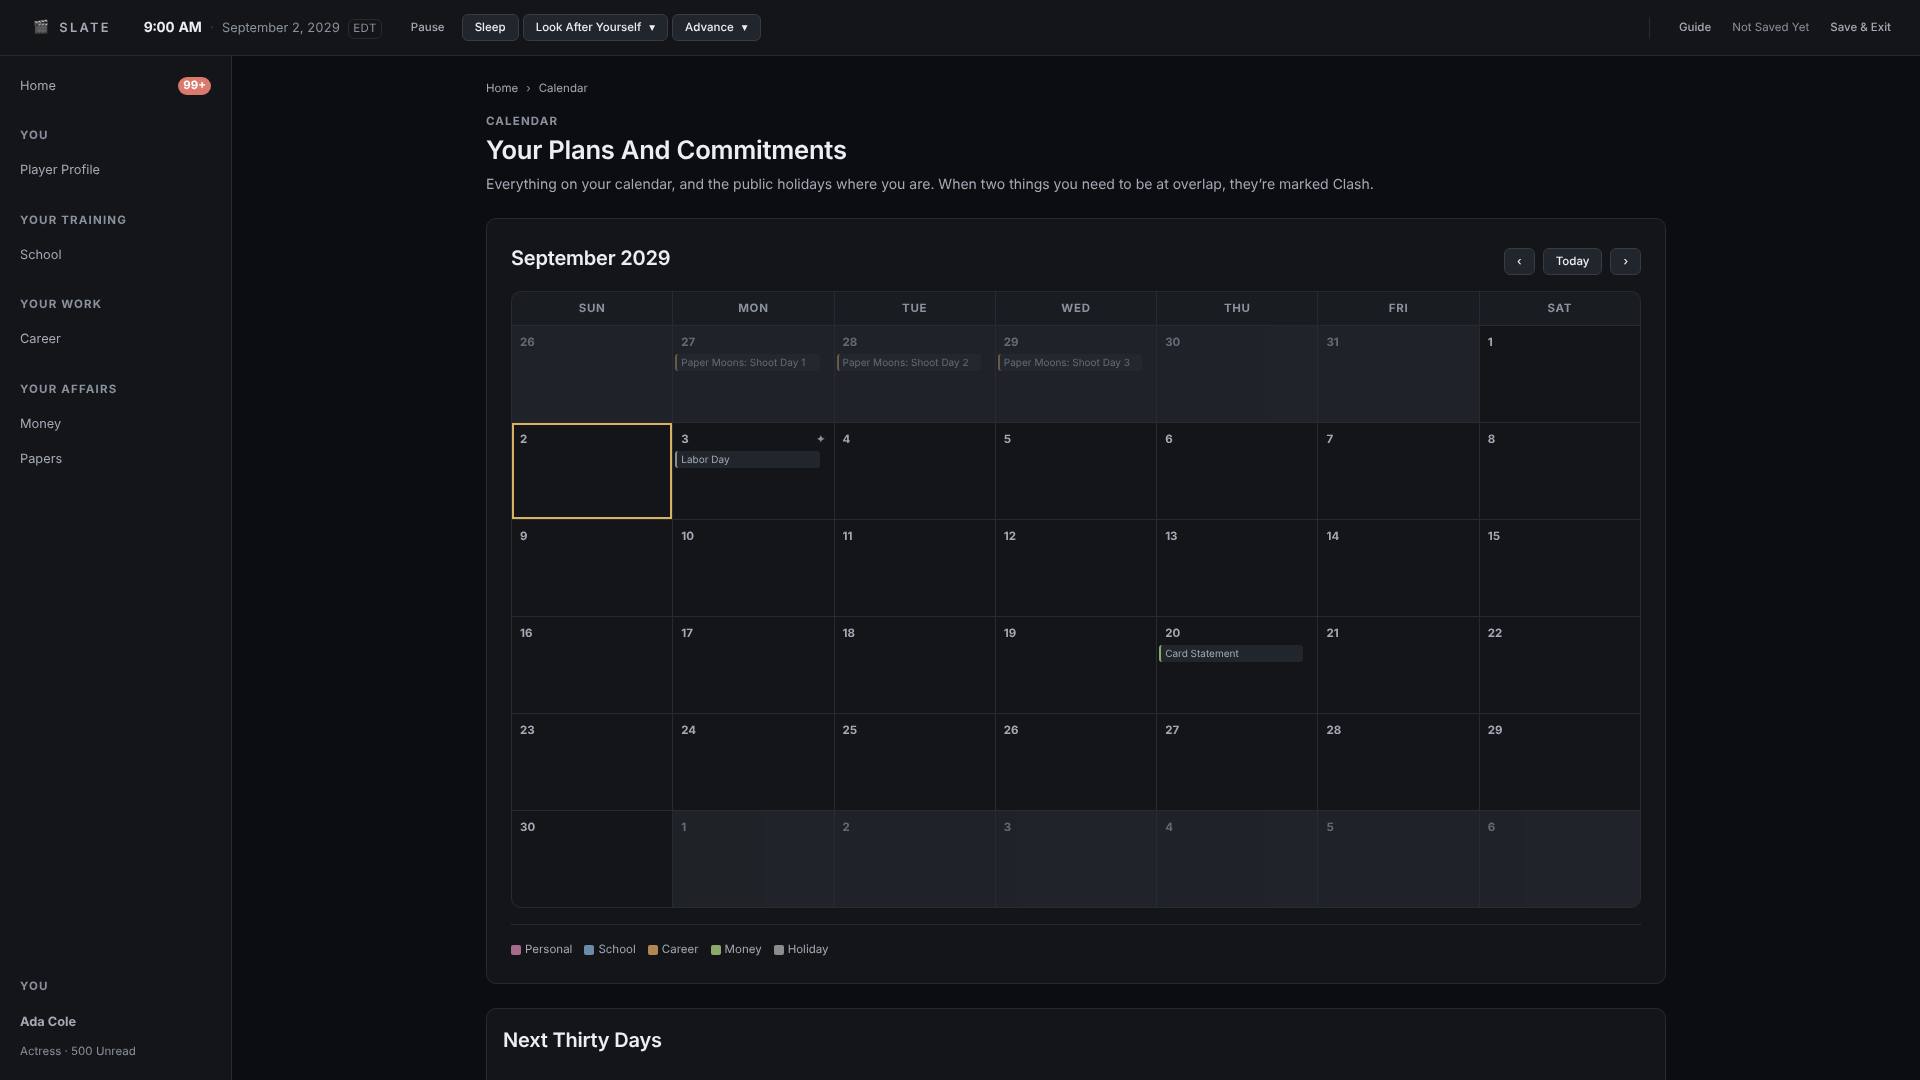 SLATE 9:00 AM · September 2, 2029 EDT Pause Sleep Look After Yourself ▾ Advance ▾ Guide Not Saved Yet Save & Exit
Home 99+
YOU
Player Profile
YOUR TRAINING
School
YOUR WORK
Career
YOUR AFFAIRS
Money
Papers
YOU
Ada Cole
Actress · 500 Unread
Home › Calendar
CALENDAR
Your Plans And Commitments
Everything on your calendar, and the public holidays where you are. When two things you need to be at overlap, they’re marked Clash.
September 2029 ‹ Today ›
SUN MON TUE WED THU FRI SAT
26 27 28 29 30 31 1
Paper Moons: Shoot Day 1 Paper Moons: Shoot Day 2 Paper Moons: Shoot Day 3
2 3 4 5 6 7 8
Labor Day
9 10 11 12 13 14 15
16 17 18 19 20 21 22
Card Statement
23 24 25 26 27 28 29
30 1 2 3 4 5 6
Personal School Career Money Holiday
Next Thirty Days